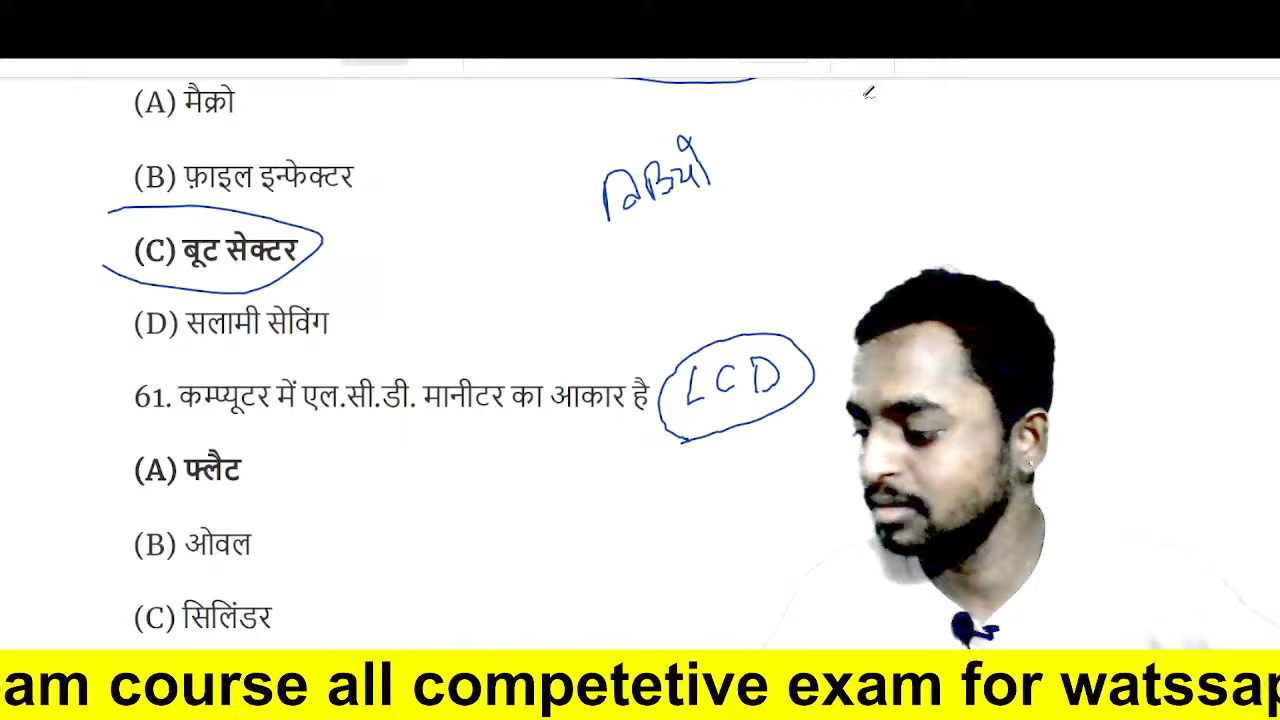 (A) मैक्रो
(B) फ़ाइल इन्फेक्टर
(C) बूट सेक्टर
(D) सलामी सेविंग
61. कम्प्यूटर में एल.सी.डी. मानीटर का आकार है
LCD
(A) फ्लैट
(B) ओवल
(C) सिलिंडर
am course all competetive exam for watssap